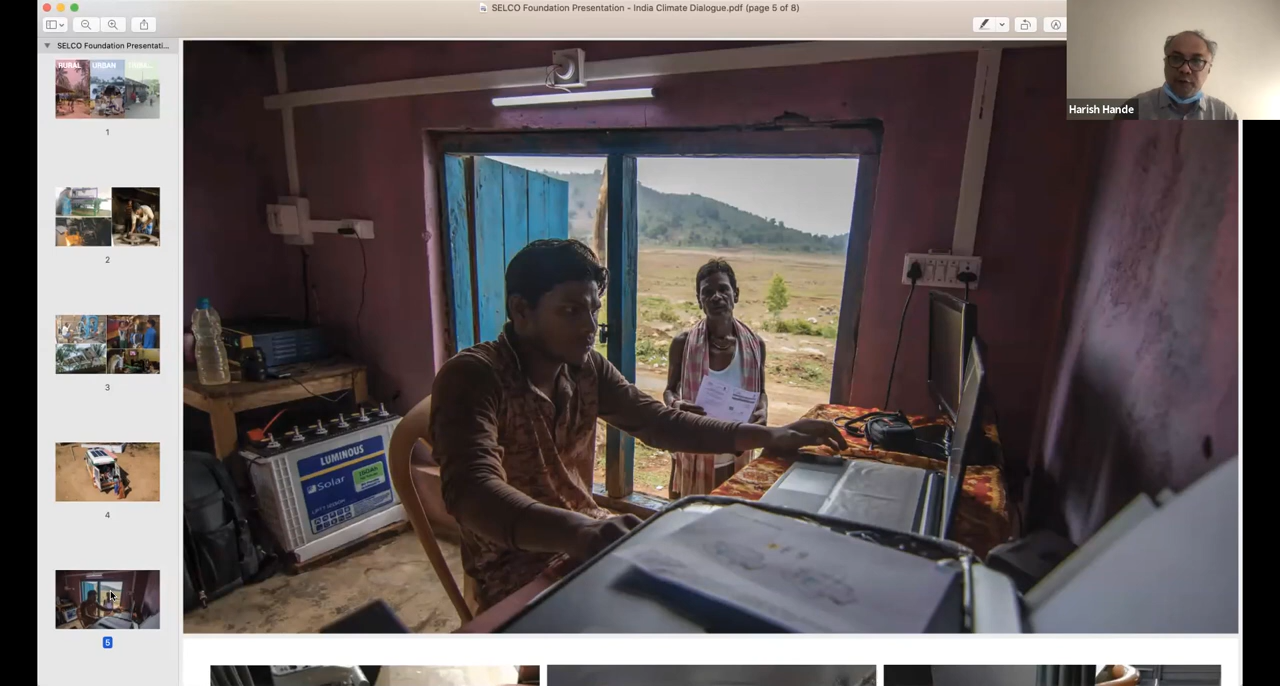 SELCO Foundation Presentation - India Climate Dialogue.pdf (page 5 of 8)
SELCO Foundation Presentati...
RURAL
URBAN
1
2
3
4
5
Harish Hande
LUMINOUS
Solar